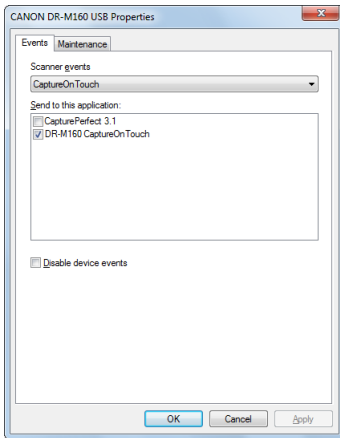 CANON DR-M160 USB Properties
Events Maintenance
Scanner events
CaptureOnTouch
Send to this application:
CapturePerfect 3.1
DR-M160 CaptureOnTouch
Disable device events
OK Cancel Apply